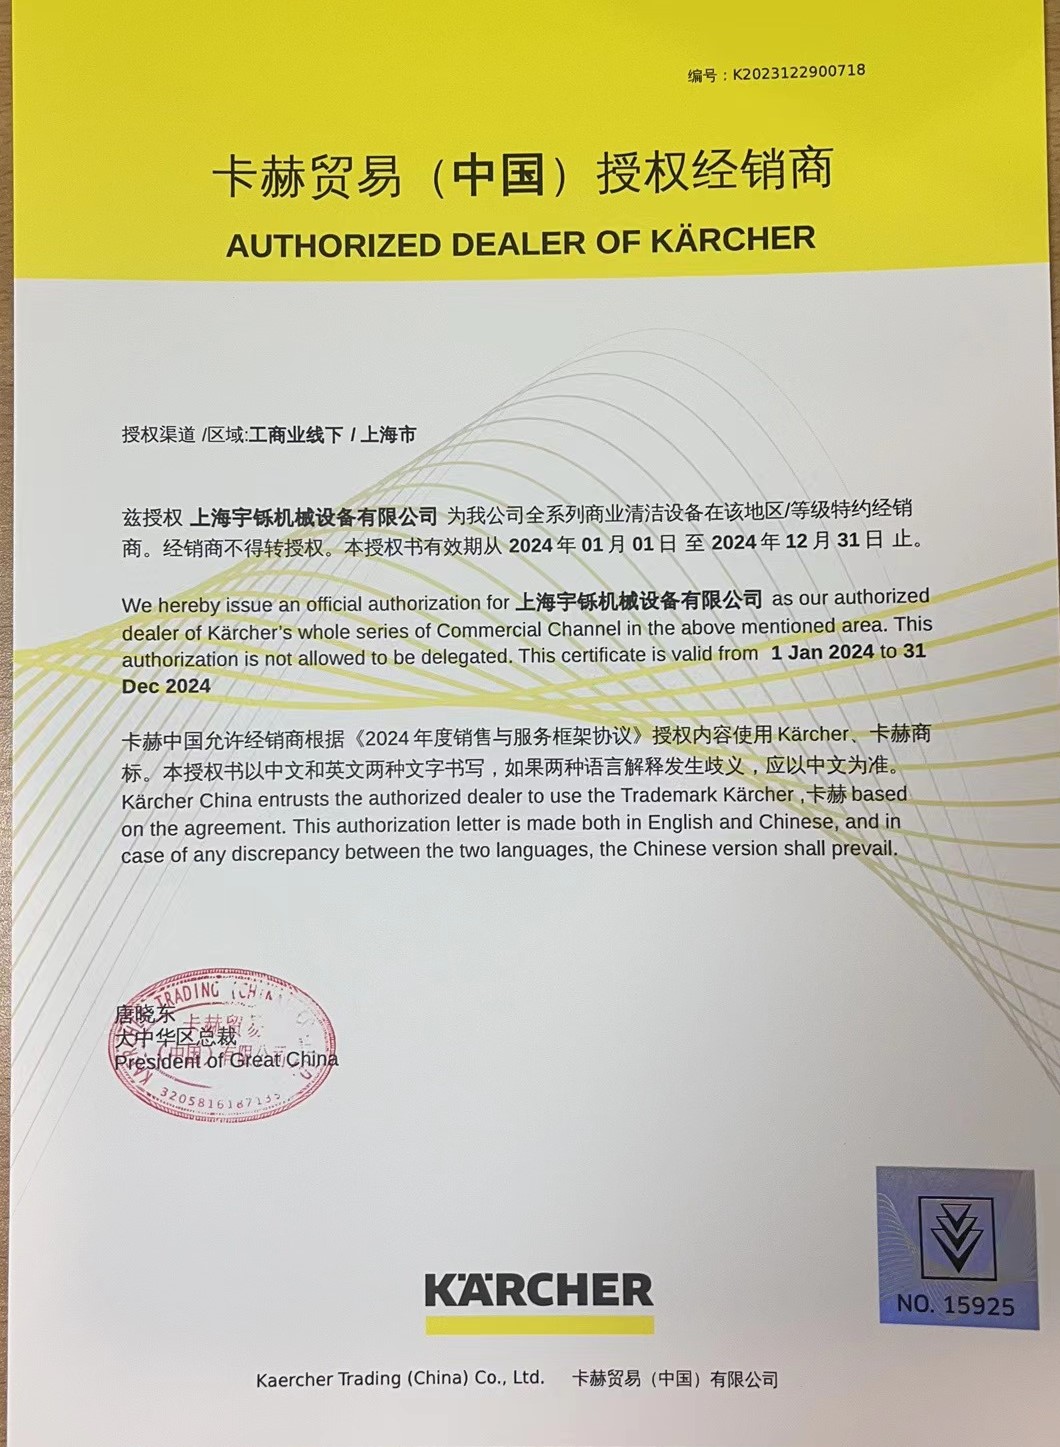 编号：K2023122900718
卡赫贸易（中国）授权经销商
AUTHORIZED DEALER OF KÄRCHER
授权渠道 /区域:工商业线下 / 上海市
兹授权 上海宇铄机械设备有限公司 为我公司全系列商业清洁设备在该地区/等级特约经销
商。经销商不得转授权。本授权书有效期从 2024 年 01 月 01 日 至 2024 年 12 月 31 日 止。
We hereby issue an official authorization for 上海宇铄机械设备有限公司 as our authorized
dealer of Kärcher's whole series of Commercial Channel in the above mentioned area. This
authorization is not allowed to be delegated. This certificate is valid from 1 Jan 2024 to 31
Dec 2024
卡赫中国允许经销商根据《2024 年度销售与服务框架协议》授权内容使用 Kärcher、卡赫商
标。本授权书以中文和英文两种文字书写，如果两种语言解释发生歧义，应以中文为准。
Kärcher China entrusts the authorized dealer to use the Trademark Kärcher ,卡赫 based
on the agreement. This authorization letter is made both in English and Chinese, and in
case of any discrepancy between the two languages, the Chinese version shall prevail.
TRADING (CHINA)
唐晓东
卡赫贸易
大中华区总裁
（中国）有限公司
President of Great China
NO. 15925
KÄRCHER
Kaercher Trading (China) Co., Ltd. 卡赫贸易（中国）有限公司